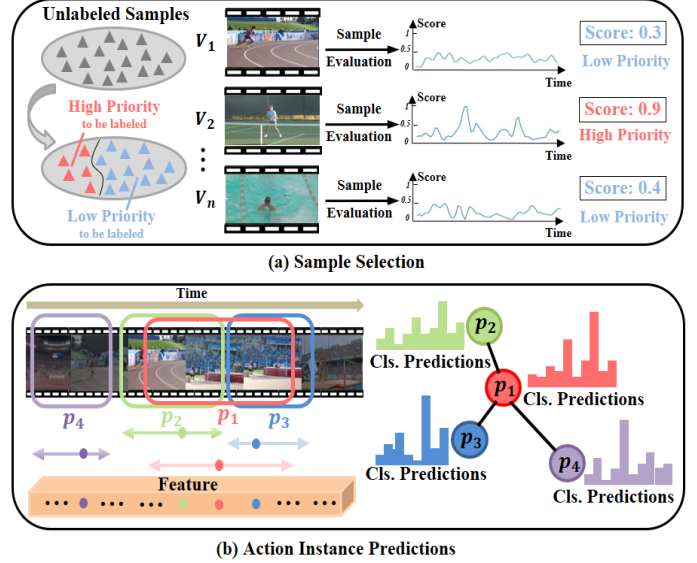 Unlabeled Samples
High Priority
to be labeled
Low Priority
to be labeled
V1
Sample
Evaluation
Score
1
0.5
0
Time
Score: 0.3
Low Priority
V2
Sample
Evaluation
Score
1
0.5
0
Score: 0.9
High Priority
Time
⋮
Vn
Sample
Evaluation
Score
1
0.5
0
Score: 0.4
Low Priority
Time
(a) Sample Selection
Time
p4
p2
p1
p3
Feature
··· ··· ··· ··· ···
Cls. Predictions
p2
p1
Cls. Predictions
p3
Cls. Predictions
p4
Cls. Predictions
(b) Action Instance Predictions